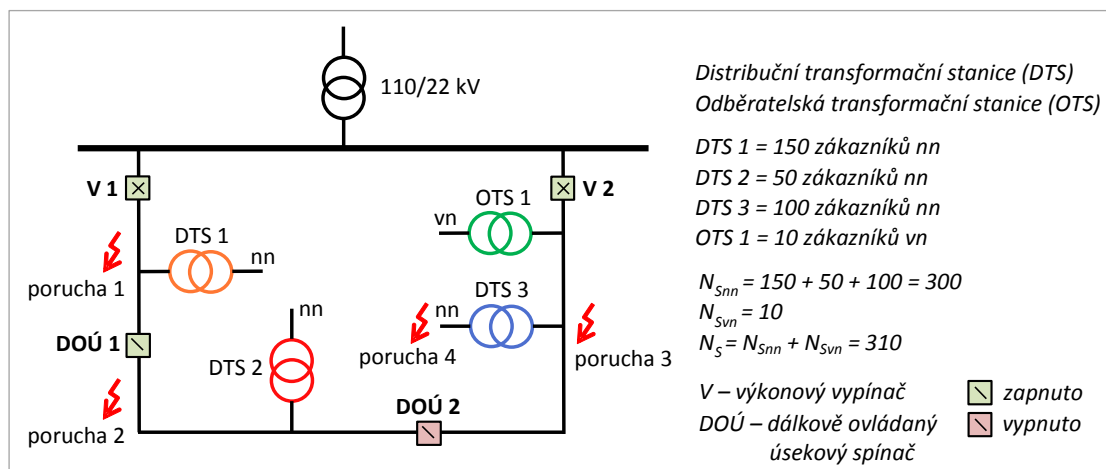 110/22 kV
V 1
V 2
OTS 1
vn
DTS 1
nn
porucha 1
DTS 3
nn
nn
DOÚ 1
porucha 4
porucha 3
DTS 2
DOÚ 2
porucha 2
Distribuční transformační stanice (DTS)
Odběratelská transformační stanice (OTS)
DTS 1 = 150 zákazníků nn
DTS 2 = 50 zákazníků nn
DTS 3 = 100 zákazníků nn
OTS 1 = 10 zákazníků vn
N_Snn = 150 + 50 + 100 = 300
N_Svn = 10
N_S = N_Snn + N_Svn = 310
V – výkonový vypínač
zapnuto
DOÚ – dálkově ovládaný
úsekový spínač
vypnuto